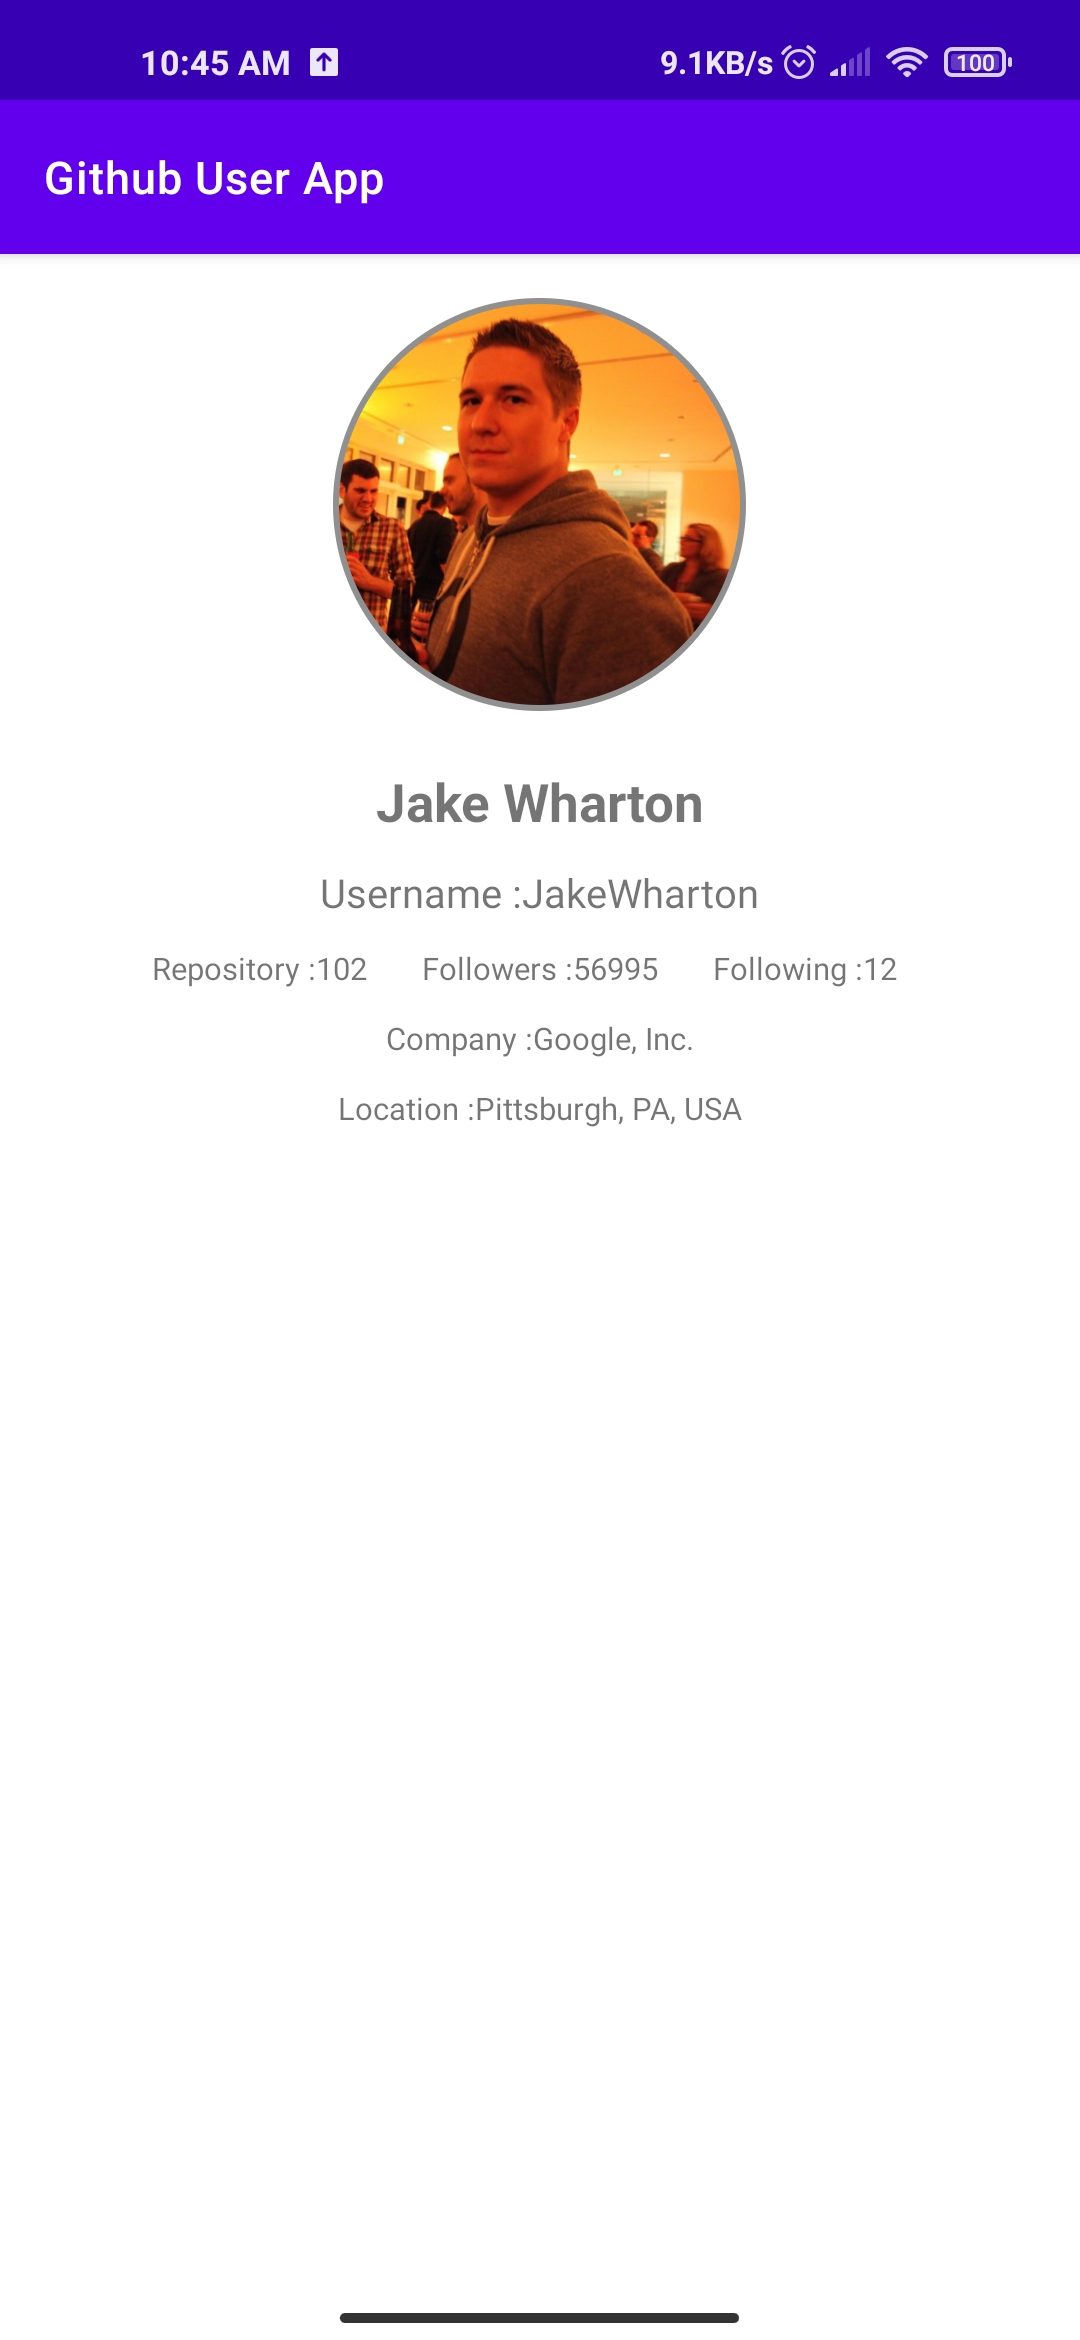 10:45 AM 9.1KB/s 100
Github User App
Jake Wharton
Username :JakeWharton
Repository :102 Followers :56995 Following :12
Company :Google, Inc.
Location :Pittsburgh, PA, USA